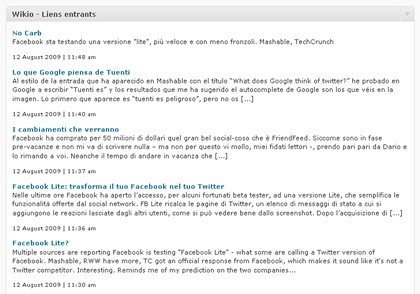 Wikio - Liens entrants
No Carb
Facebook sta testando una versione "lite", più veloce e con meno fronzoli. Mashable, TechCrunch
12 August 2009 | 11:48 am
Lo que Google piensa de Tuenti
Al estilo de la entrada que ha aparecido en Mashable con el título “What does Google think of twitter?” he probado en
Google a escribir “Tuenti es” y los resultados que me ha sugerido el autocomplete de Google son los que véis en la
imagen. Lo primero que aparece es “tuenti es peligroso”, pero no os [...]
12 August 2009 | 11:40 am
I cambiamenti che verranno
Facebook ha comprato per 50 milioni di dollari quel gran bel social-coso che è FriendFeed. Siccome sono in fase
pre-vacanze e non mi va di scrivere nulla – ma non per questo vi mollo, miei fidati lettori -, prendo pari pari da Dario e
lo rimando a voi. Neanche il tempo di andare in vacanza che [...]
12 August 2009 | 11:37 am
Facebook Lite: trasforma il tuo Facebook nel tuo Twitter
Nelle ultime ore Facebook ha aperto l’accesso, per alcuni fortunati beta tester, ad una versione Lite, che semplifica le
funzionalità offerte dal social network. FB Lite ricalca le pagine di Twitter, un elenco di messaggi di stato a cui si
aggiungono le reazioni lasciate dagli altri utenti, come si può vedere bene dallo screenshot. Dopo l’acquisizione di [...]
12 August 2009 | 11:36 am
Facebook Lite?
Multiple sources are reporting Facebook is testing "Facebook Lite" - what some are calling a Twitter version of
Facebook. Mashable, RWW have more, TC got an official response from Facebook, which makes it sound like it's not a
Twitter competitor. Interesting. Reminds me of my prediction on the two companies...
12 August 2009 | 11:30 am